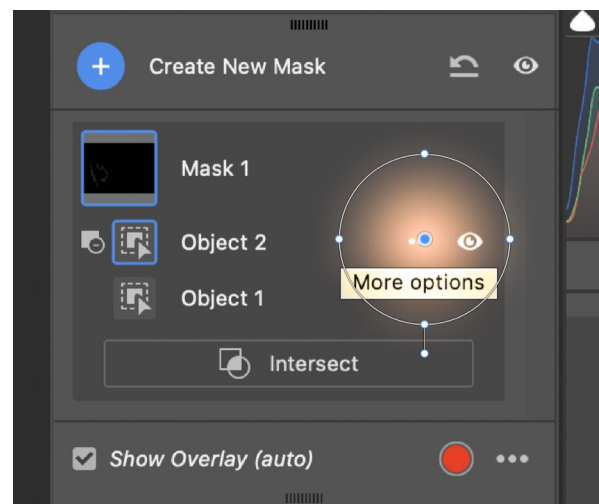 Create New Mask
Mask 1
Object 2
More options
Object 1
Intersect
Show Overlay (auto)